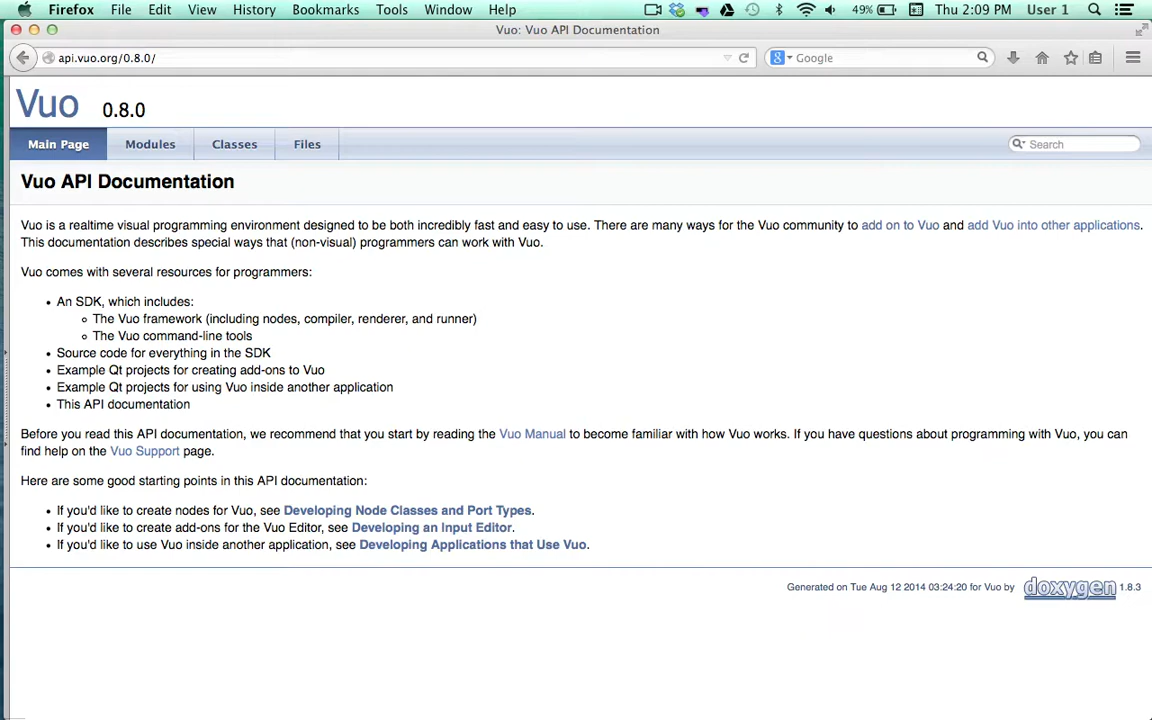 Firefox File Edit View History Bookmarks Tools Window Help 49% Thu 2:09 PM User 1
Vuo: Vuo API Documentation
api.vuo.org/0.8.0/ Google
Vuo 0.8.0
Main Page Modules Classes Files Search
Vuo API Documentation
Vuo is a realtime visual programming environment designed to be both incredibly fast and easy to use. There are many ways for the Vuo community to add on to Vuo and add Vuo into other applications.
This documentation describes special ways that (non-visual) programmers can work with Vuo.
Vuo comes with several resources for programmers:
• An SDK, which includes:
○ The Vuo framework (including nodes, compiler, renderer, and runner)
○ The Vuo command-line tools
• Source code for everything in the SDK
• Example Qt projects for creating add-ons to Vuo
• Example Qt projects for using Vuo inside another application
• This API documentation
Before you read this API documentation, we recommend that you start by reading the Vuo Manual to become familiar with how Vuo works. If you have questions about programming with Vuo, you can
find help on the Vuo Support page.
Here are some good starting points in this API documentation:
• If you'd like to create nodes for Vuo, see Developing Node Classes and Port Types.
• If you'd like to create add-ons for the Vuo Editor, see Developing an Input Editor.
• If you'd like to use Vuo inside another application, see Developing Applications that Use Vuo.
Generated on Tue Aug 12 2014 03:24:20 for Vuo by doxygen 1.8.3